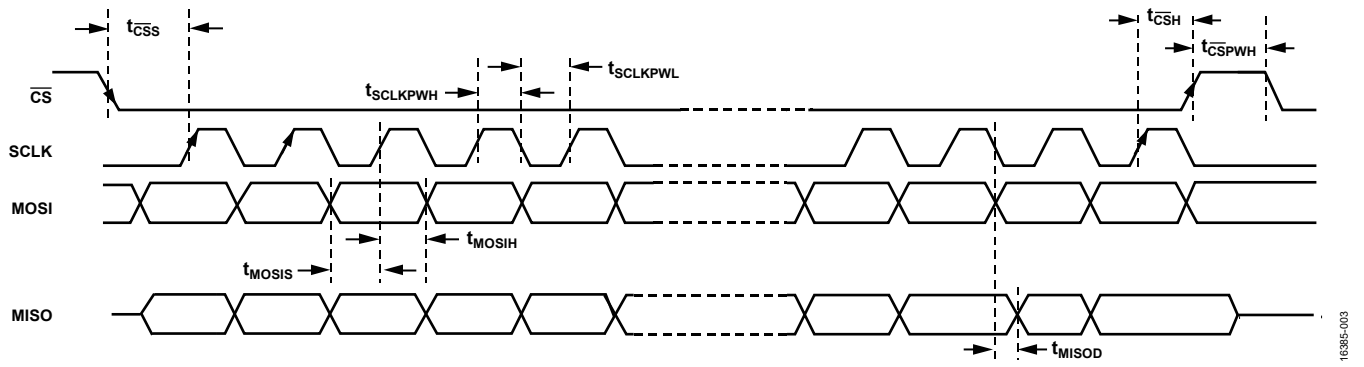 tCSS
tCSH
tCSPWH
tSCLKPWL
tSCLKPWH
CS
SCLK
MOSI
tMOSIH
tMOSIS
MISO
tMISOD
16385-003